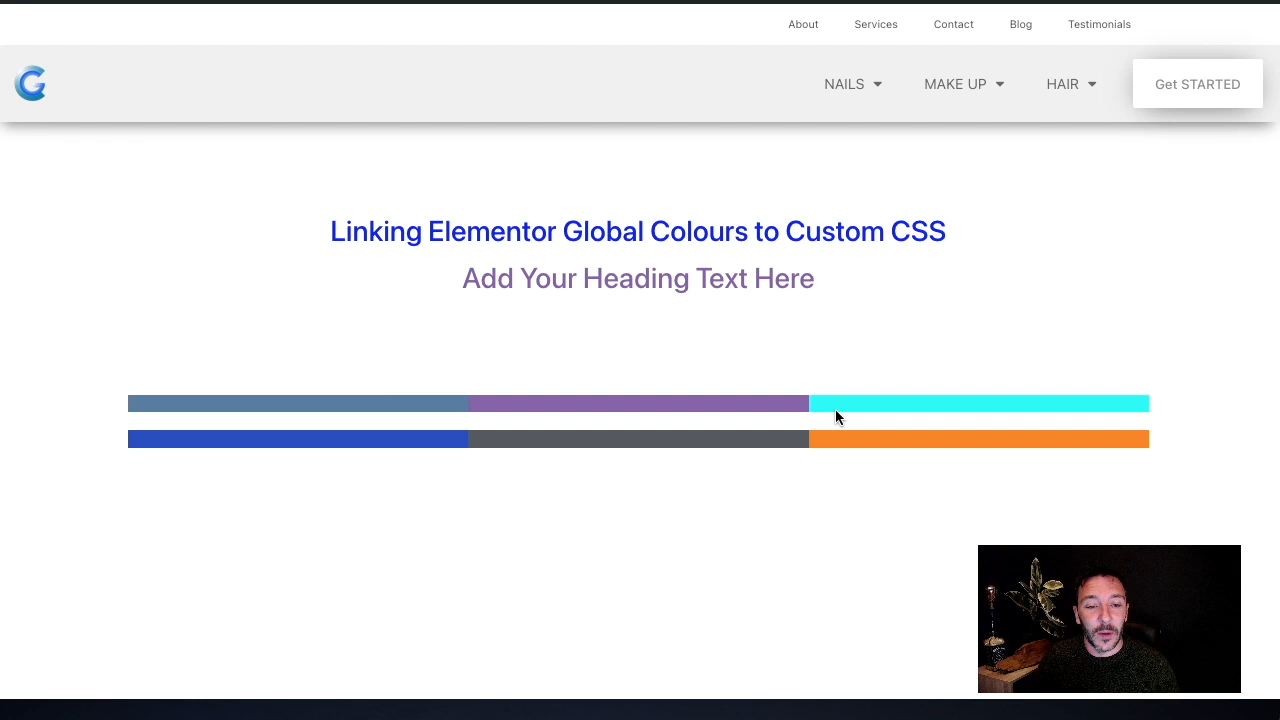 About Services Contact Blog Testimonials
G NAILS MAKE UP HAIR Get STARTED
Linking Elementor Global Colours to Custom CSS
Add Your Heading Text Here